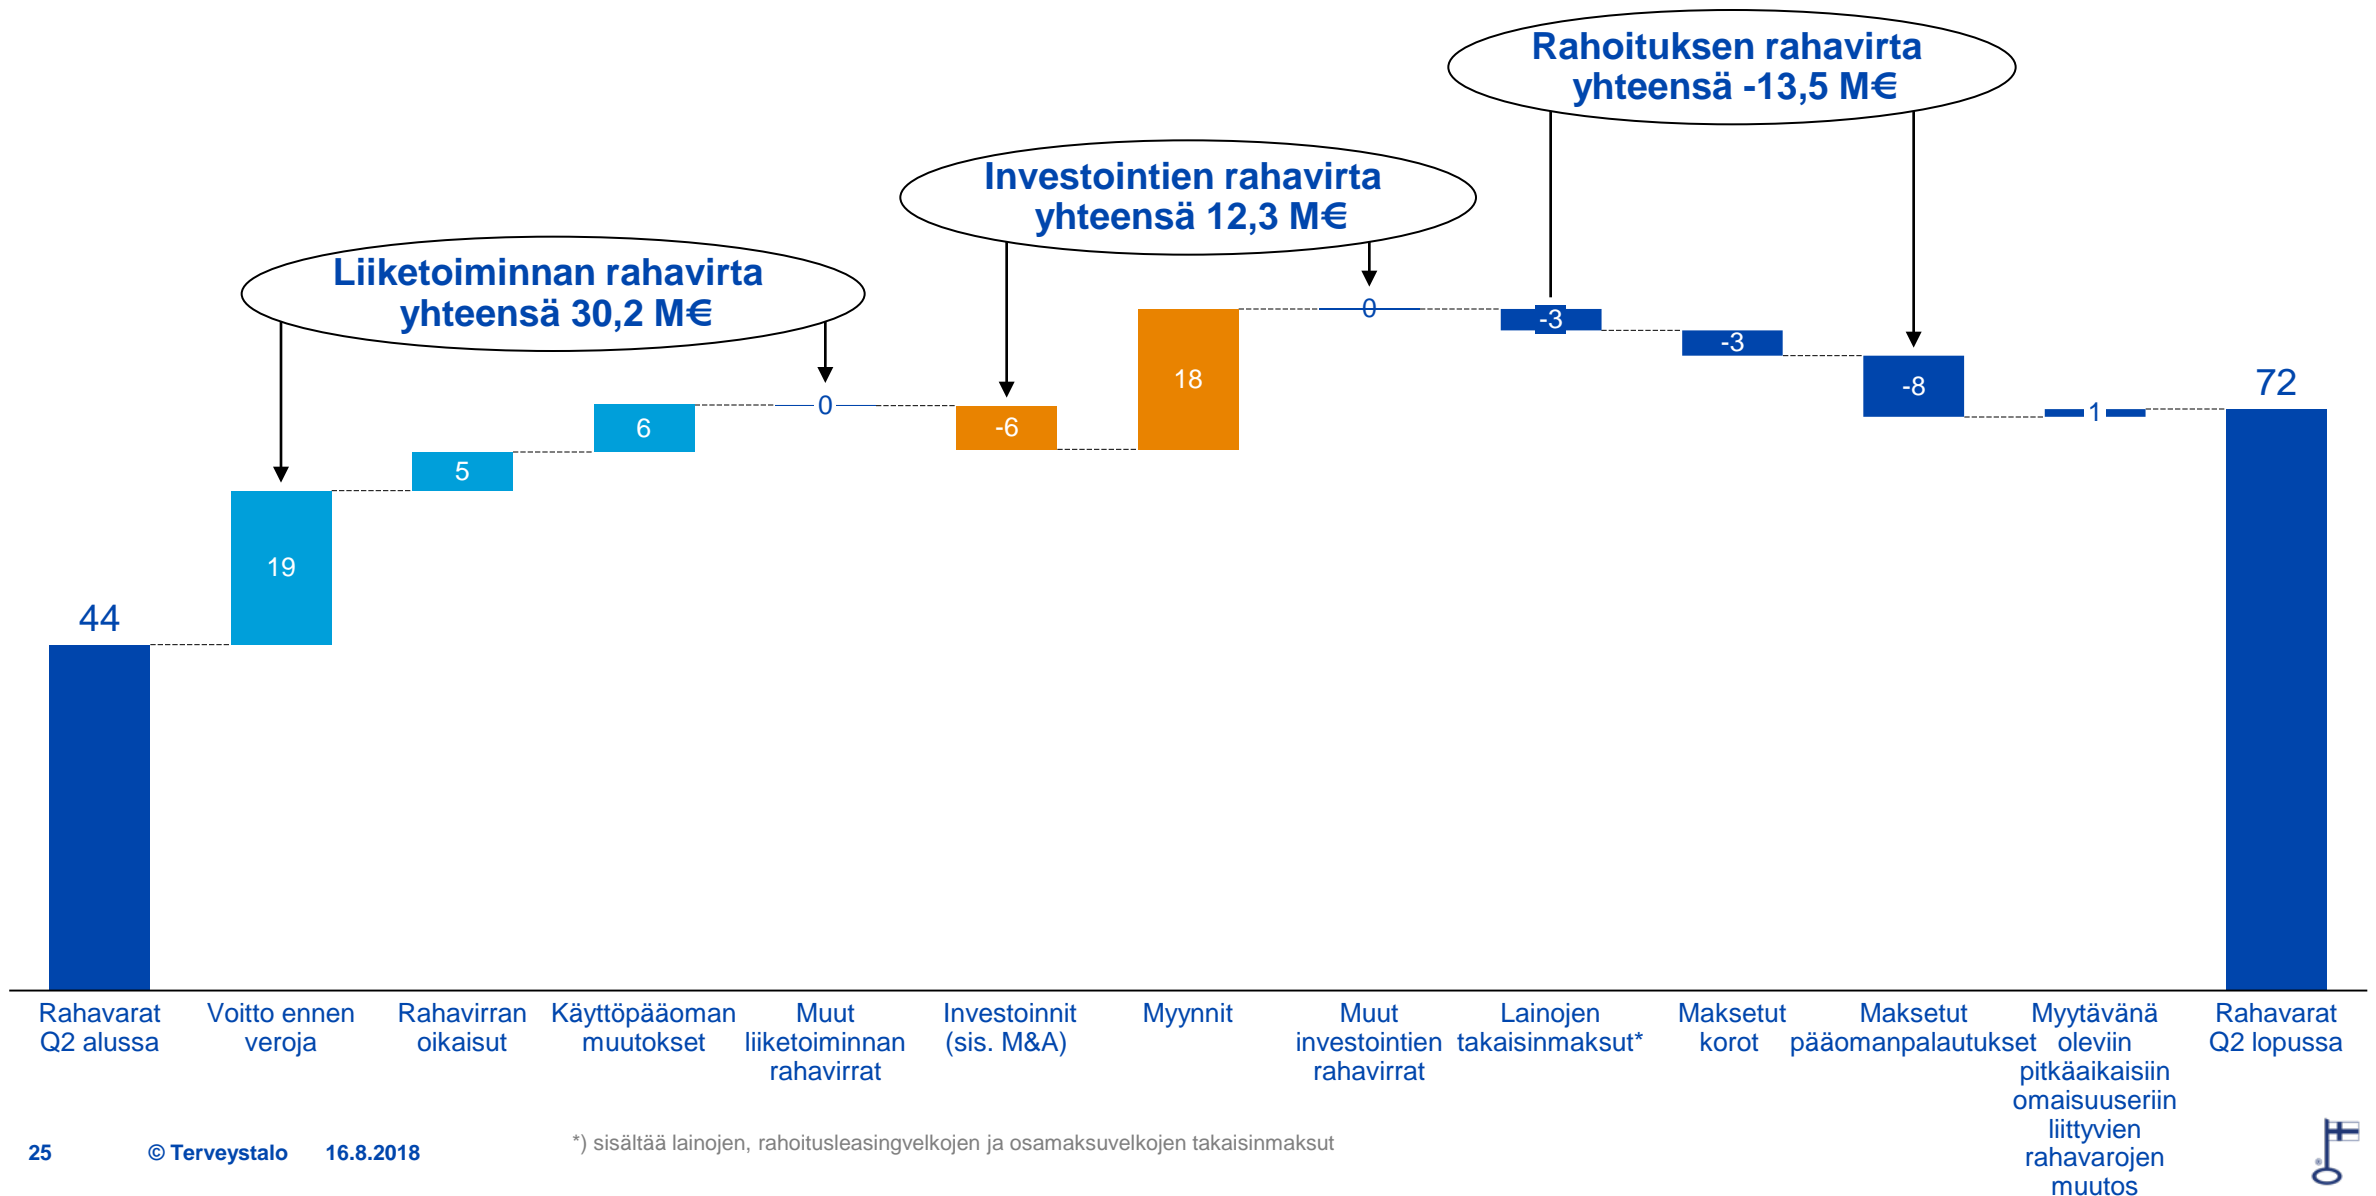 Rahoituksen rahavirta
yhteensä -13,5 M€
Investointien rahavirta
yhteensä 12,3 M€
Liiketoiminnan rahavirta
yhteensä 30,2 M€
44
19
5
6
0
-6
18
0
-3
-3
-8
1
72
Rahavarat
Q2 alussa
Voitto ennen
veroja
Rahavirran
oikaisut
Käyttöpääoman
muutokset
Muut
liiketoiminnan
rahavirrat
Investoinnit
(sis. M&A)
Myynnit
Muut
investointien
rahavirrat
Lainojen
takaisinmaksut*
Maksetut
korot
Maksetut
pääomanpalautukset
Myytävänä
oleviin
pitkäaikaisiin
omaisuuseriin
liittyvien
rahavarojen
muutos
Rahavarat
Q2 lopussa
*) sisältää lainojen, rahoitusleasingvelkojen ja osamaksuvelkojen takaisinmaksut
25 © Terveystalo 16.8.2018